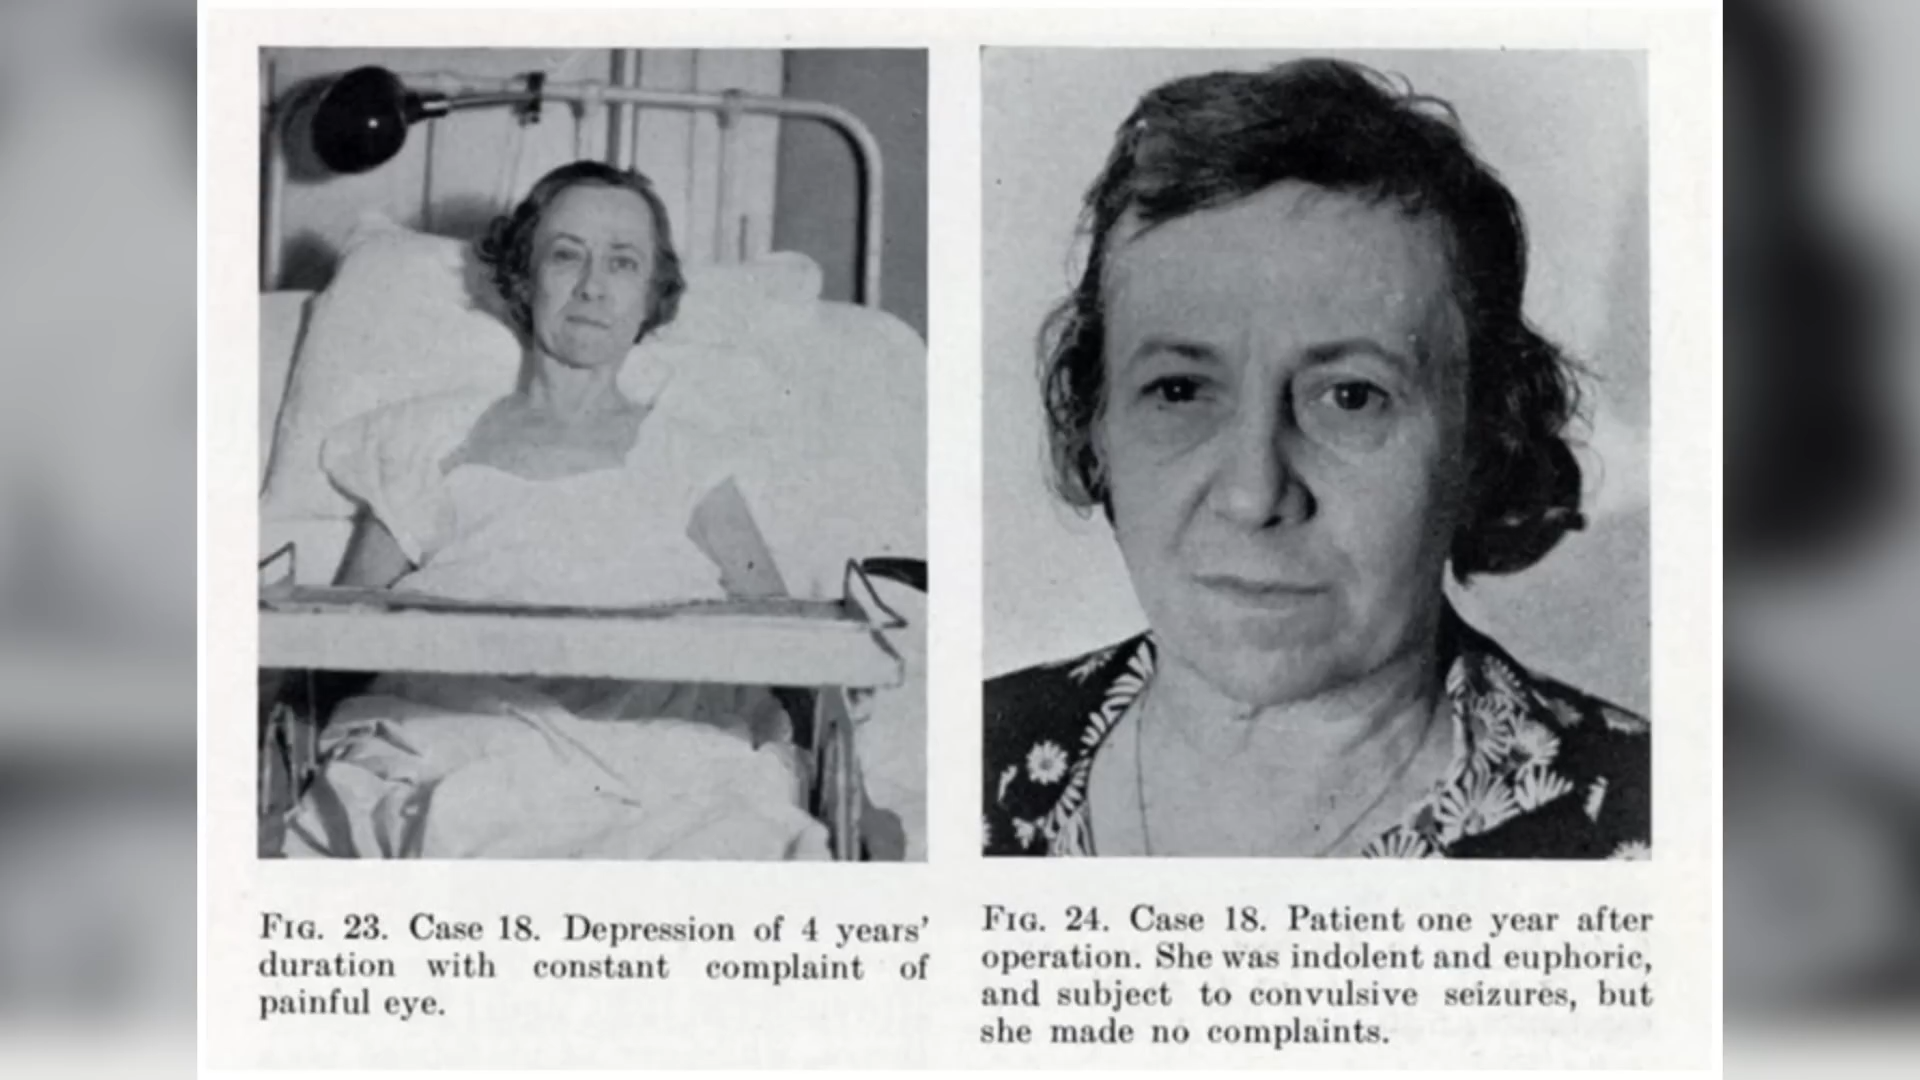 FIG. 23. Case 18. Depression of 4 years'
duration with constant complaint of
painful eye.
FIG. 24. Case 18. Patient one year after
operation. She was indolent and euphoric,
and subject to convulsive seizures, but
she made no complaints.